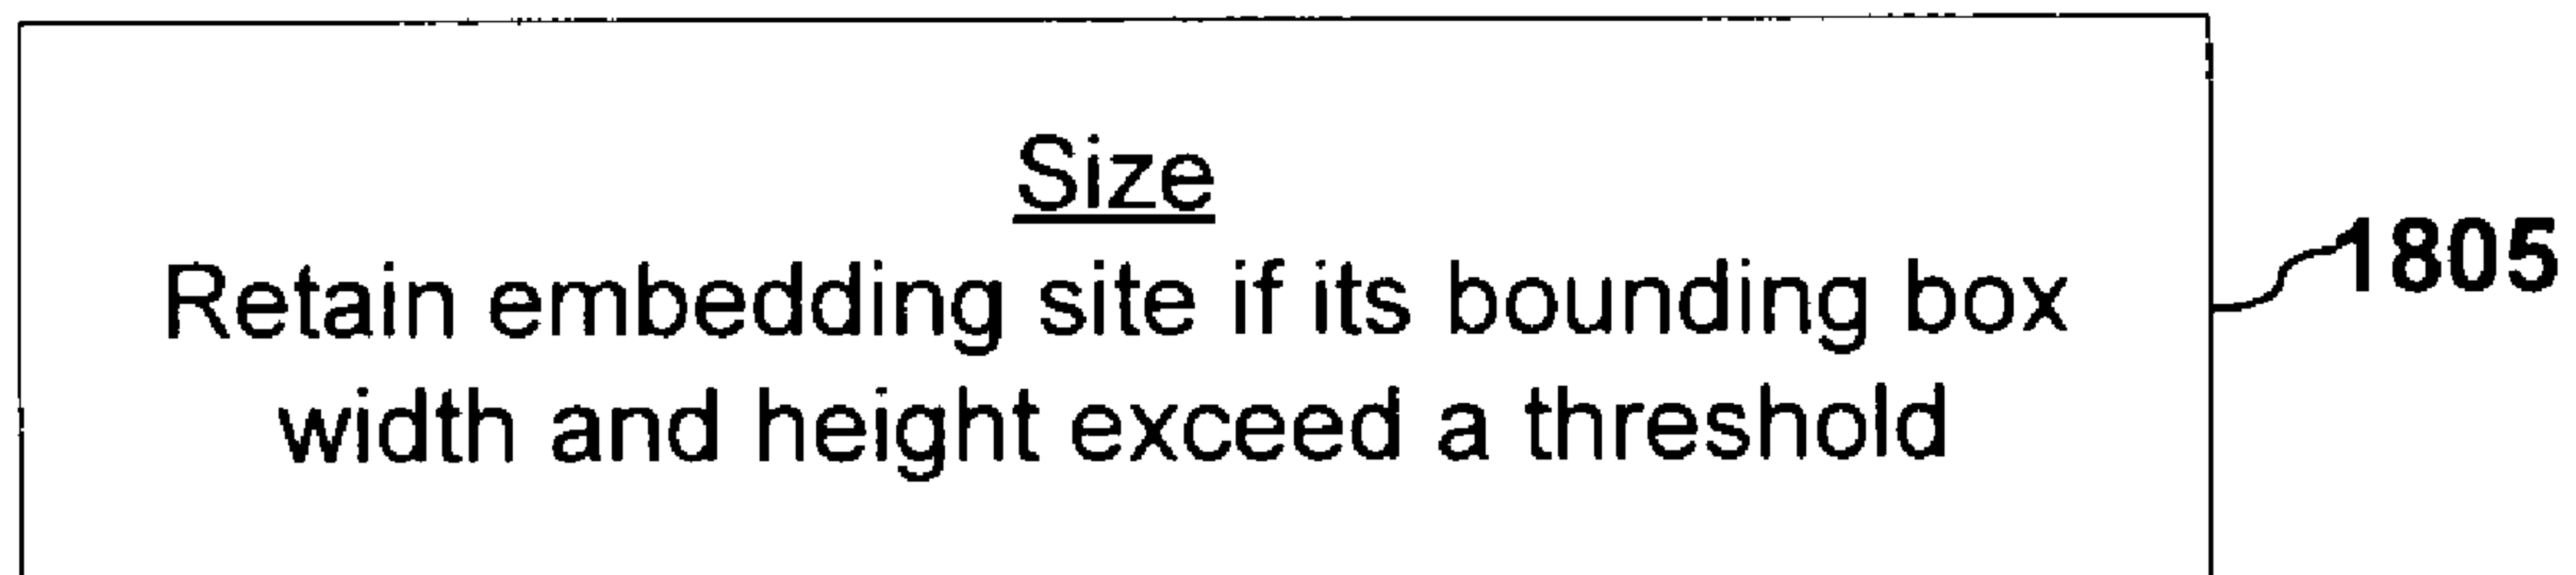 Size
Retain embedding site if its bounding box
width and height exceed a threshold
1805